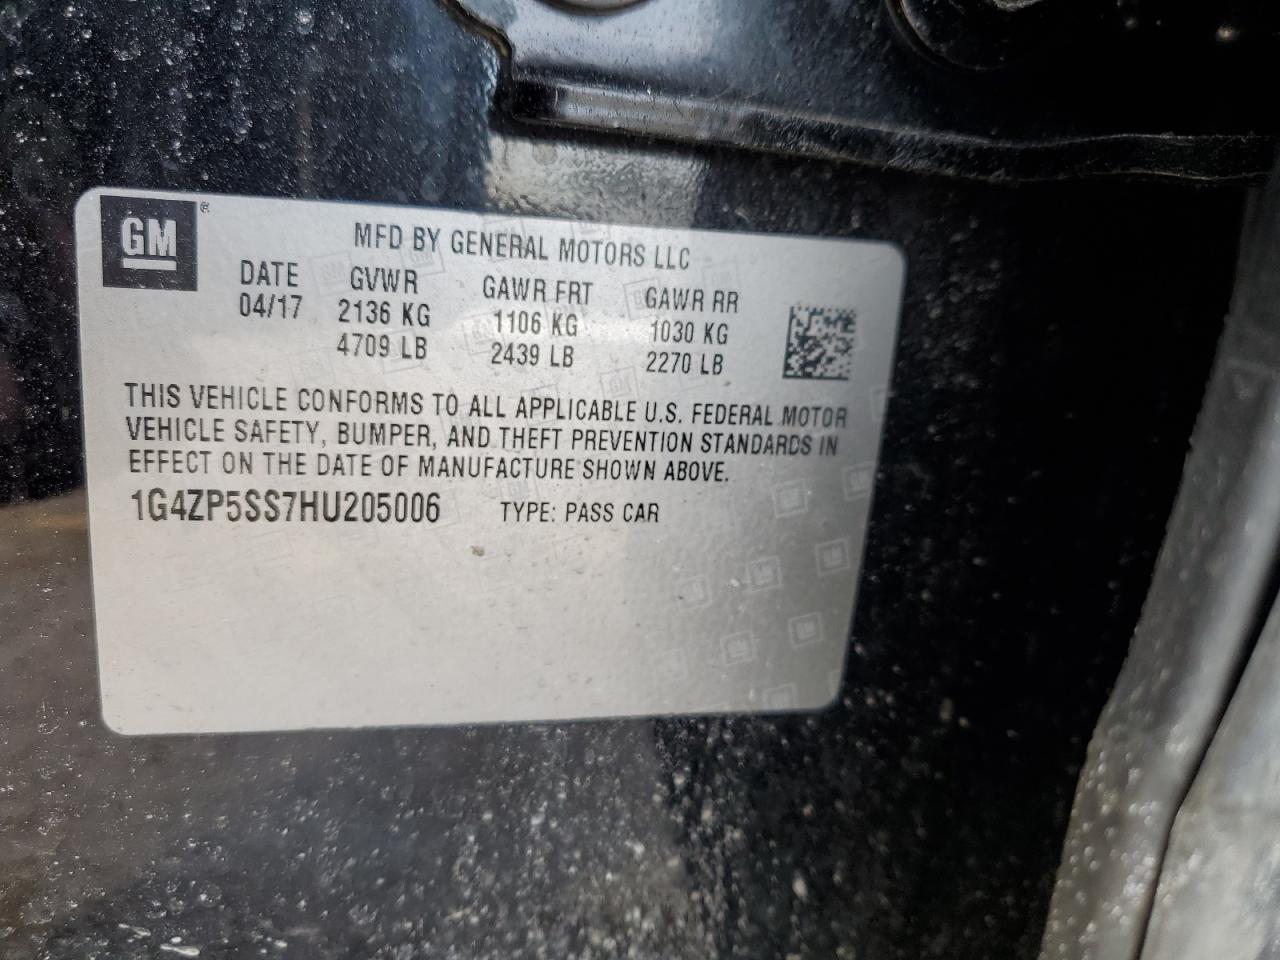 GM
MFD BY GENERAL MOTORS LLC
DATE GVWR GAWR FRT GAWR RR
04/17 2136 KG 1106 KG 1030 KG
4709 LB 2439 LB 2270 LB
THIS VEHICLE CONFORMS TO ALL APPLICABLE U.S. FEDERAL MOTOR
VEHICLE SAFETY, BUMPER, AND THEFT PREVENTION STANDARDS IN
EFFECT ON THE DATE OF MANUFACTURE SHOWN ABOVE.
1G4ZP5SS7HU205006 TYPE: PASS CAR